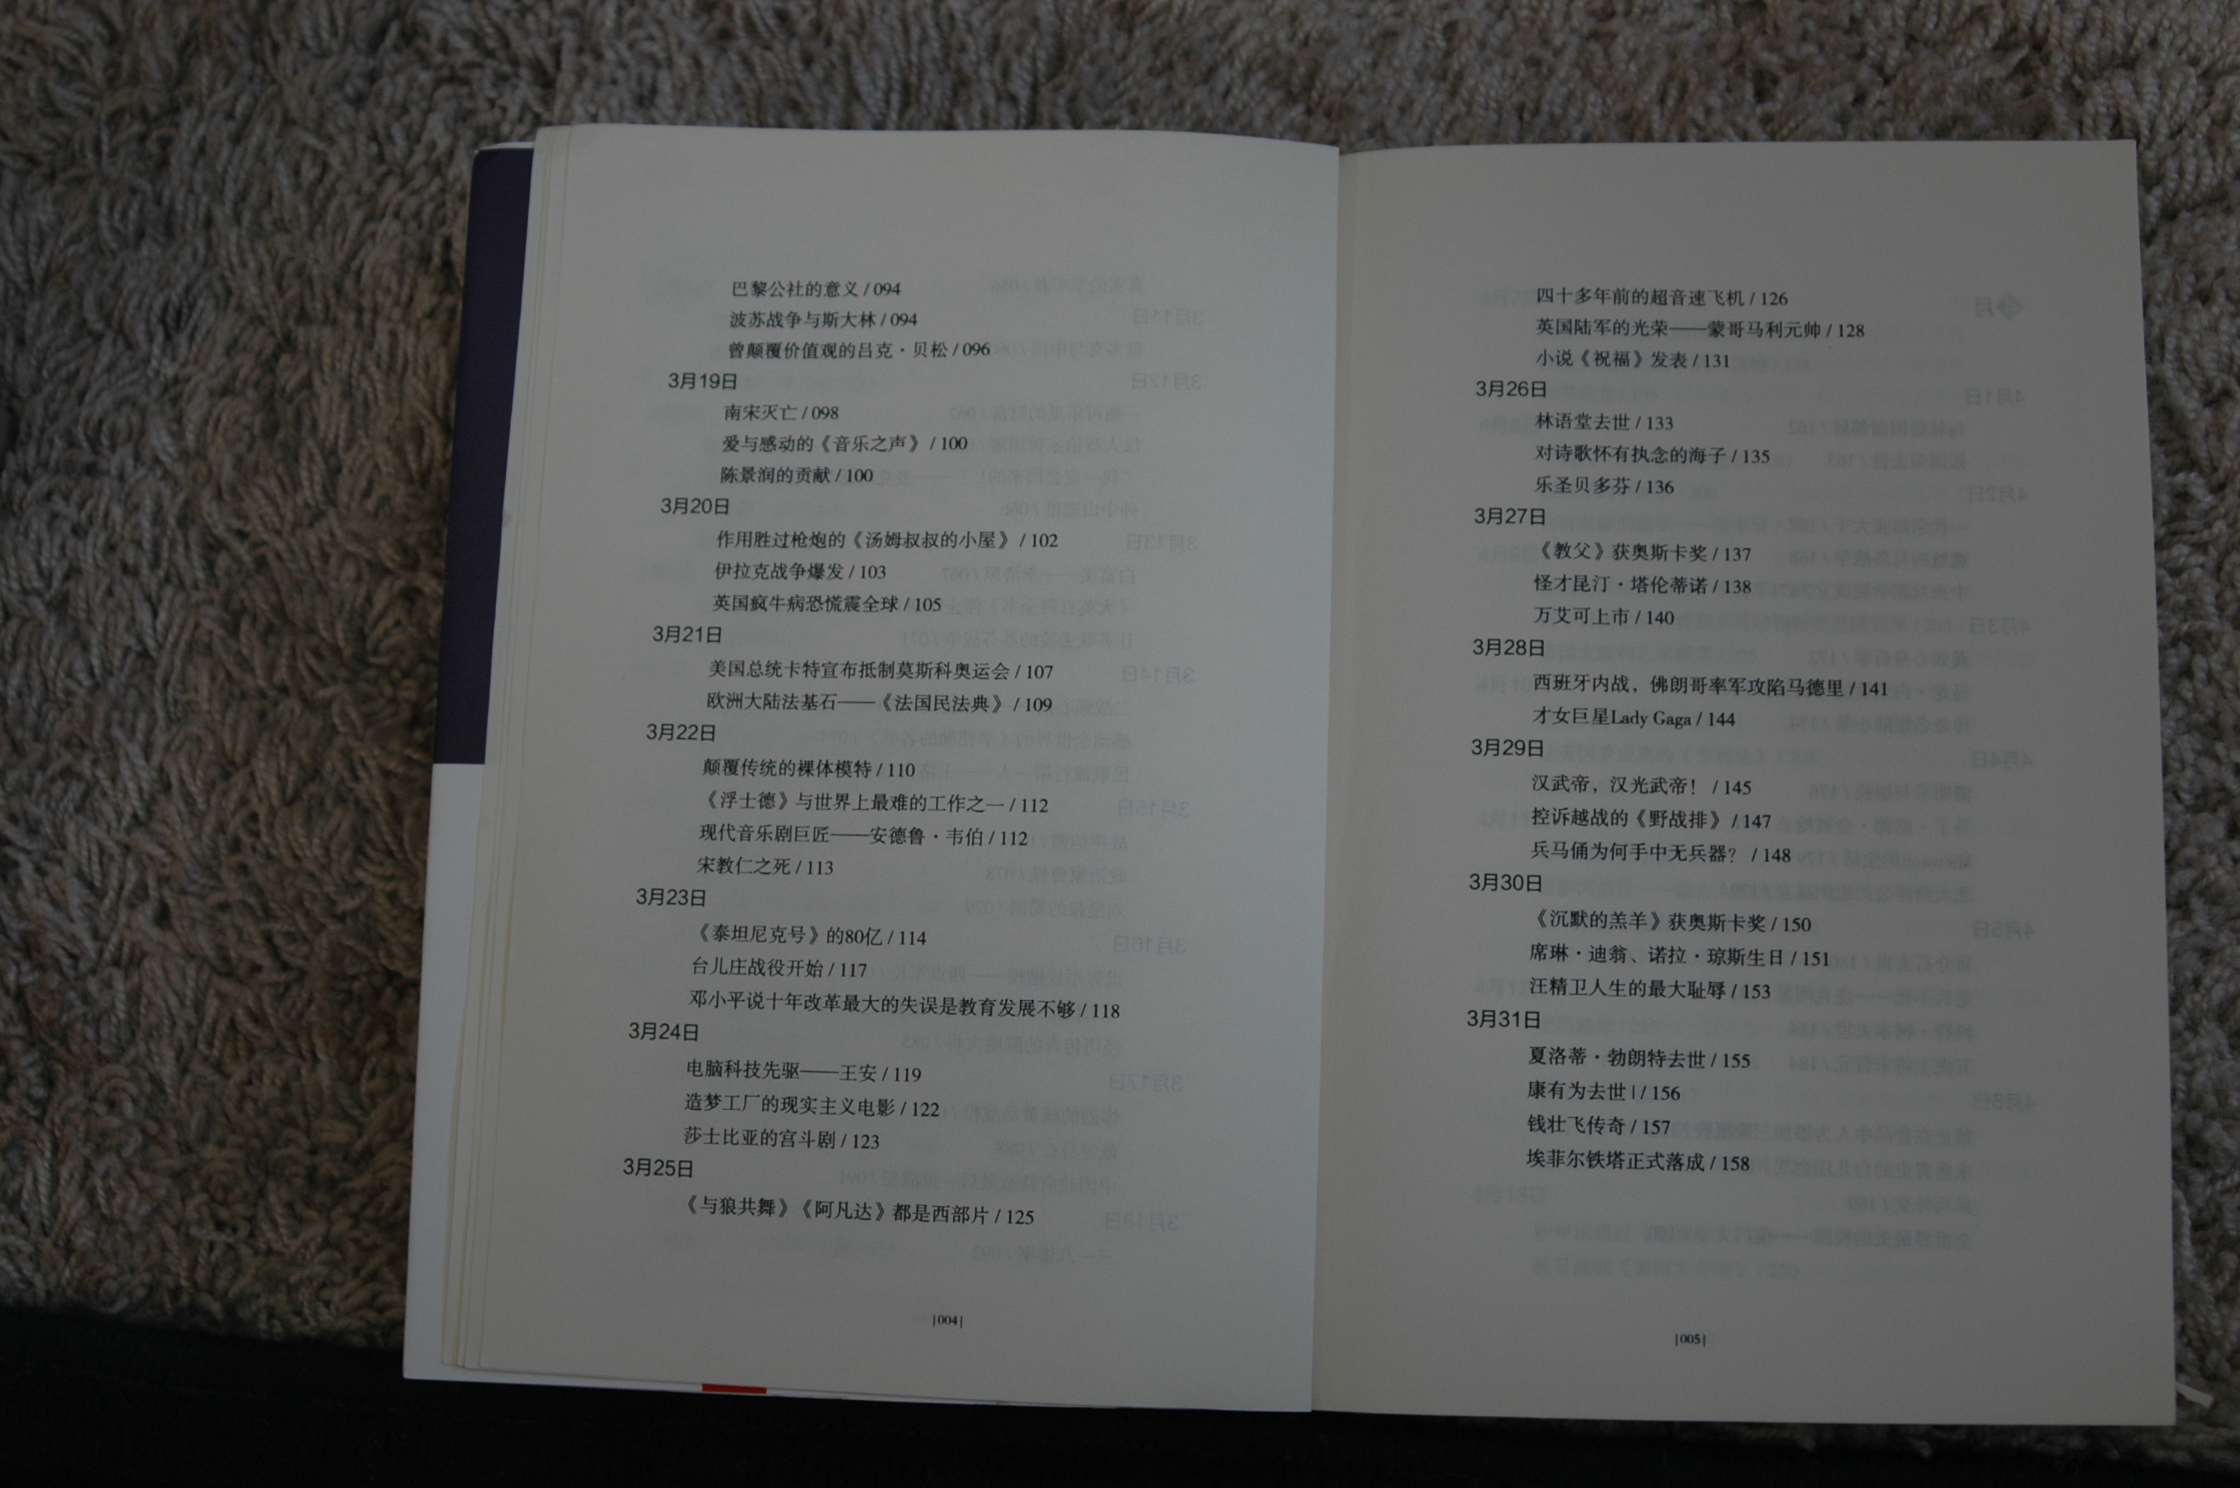 巴黎公社的意义 / 094
波苏战争与斯大林 / 094
曾颠覆价值观的吕克·贝松 / 096
3月19日
南宋灭亡 / 098
爱与感动的《音乐之声》 / 100
陈景润的贡献 / 100
3月20日
作用胜过枪炮的《汤姆叔叔的小屋》 / 102
伊拉克战争爆发 / 103
英国疯牛病恐慌震全球 / 105
3月21日
美国总统卡特宣布抵制莫斯科奥运会 / 107
欧洲大陆法基石——《法国民法典》 / 109
3月22日
颠覆传统的裸体模特 / 110
《浮士德》与世界上最难的工作之一 / 112
现代音乐剧巨匠——安德鲁·韦伯 / 112
宋教仁之死 / 113
3月23日
《泰坦尼克号》的80亿 / 114
台儿庄战役开始 / 117
邓小平说十年改革最大的失误是教育发展不够 / 118
3月24日
电脑科技先驱——王安 / 119
造梦工厂的现实主义电影 / 122
莎士比亚的宫斗剧 / 123
3月25日
《与狼共舞》《阿凡达》都是西部片 / 125
|004|
四十多年前的超音速飞机 / 126
英国陆军的光荣——蒙哥马利元帅 / 128
小说《祝福》发表 / 131
3月26日
林语堂去世 / 133
对诗歌怀有执念的海子 / 135
乐圣贝多芬 / 136
3月27日
《教父》获奥斯卡奖 / 137
怪才昆汀·塔伦蒂诺 / 138
万艾可上市 / 140
3月28日
西班牙内战，佛朗哥率军攻陷马德里 / 141
才女巨星Lady Gaga / 144
3月29日
汉武帝，汉光武帝！ / 145
控诉越战的《野战排》 / 147
兵马俑为何手中无兵器？ / 148
3月30日
《沉默的羔羊》获奥斯卡奖 / 150
席琳·迪翁、诺拉·琼斯生日 / 151
汪精卫人生的最大耻辱 / 153
3月31日
夏洛蒂·勃朗特去世 / 155
康有为去世 | / 156
钱壮飞传奇 / 157
埃菲尔铁塔正式落成 / 158
|005|